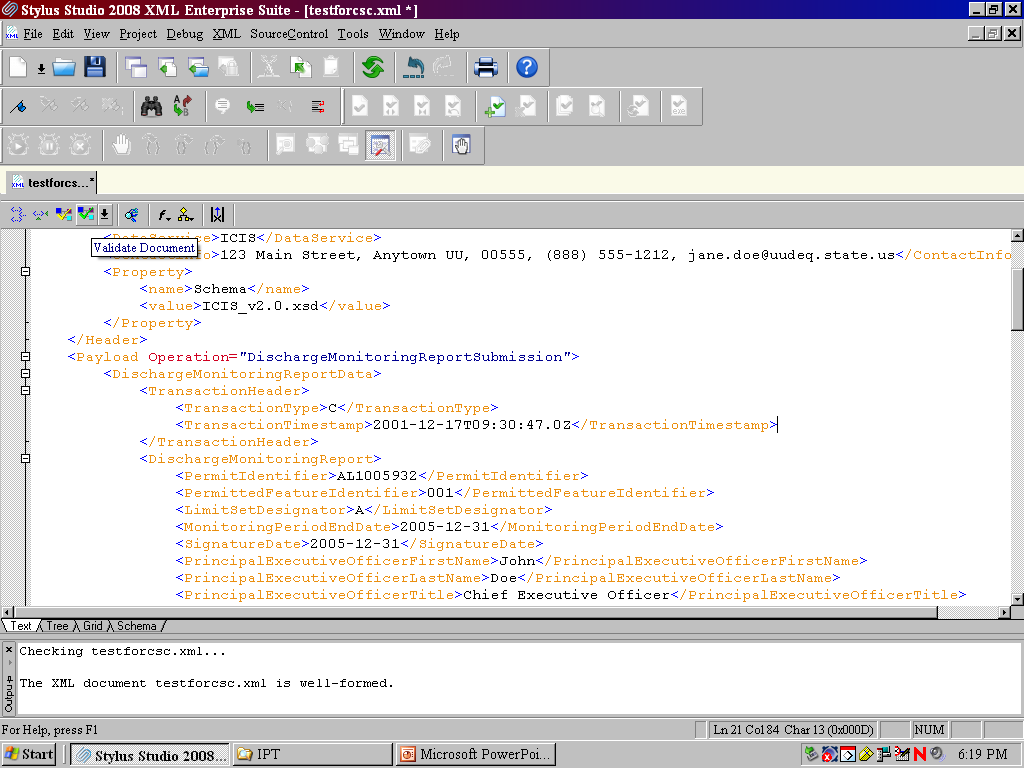 Stylus Studio 2008 XML Enterprise Suite - [testforcsc.xml *]
File Edit View Project Debug XML SourceControl Tools Window Help
testforcs...*
<DataService>ICIS</DataService>
Validate Document
123 Main Street, Anytown UU, 00555, (888) 555-1212, jane.doe@uudeq.state.us</ContactInfo
<Property>
<name>Schema</name>
<value>ICIS_v2.0.xsd</value>
</Property>
</Header>
<Payload Operation="DischargeMonitoringReportSubmission">
<DischargeMonitoringReportData>
<TransactionHeader>
<TransactionType>C</TransactionType>
<TransactionTimestamp>2001-12-17T09:30:47.0Z</TransactionTimestamp>
</TransactionHeader>
<DischargeMonitoringReport>
<PermitIdentifier>AL1005932</PermitIdentifier>
<PermittedFeatureIdentifier>001</PermittedFeatureIdentifier>
<LimitSetDesignator>A</LimitSetDesignator>
<MonitoringPeriodEndDate>2005-12-31</MonitoringPeriodEndDate>
<SignatureDate>2005-12-31</SignatureDate>
<PrincipalExecutiveOfficerFirstName>John</PrincipalExecutiveOfficerFirstName>
<PrincipalExecutiveOfficerLastName>Doe</PrincipalExecutiveOfficerLastName>
<PrincipalExecutiveOfficerTitle>Chief Executive Officer</PrincipalExecutiveOfficerTitle>
Text Tree Grid Schema
Checking testforcsc.xml...
The XML document testforcsc.xml is well-formed.
Output
For Help, press F1
Ln 21 Col 84 Char 13 (0x000D) NUM
Start Stylus Studio 2008... IPT Microsoft PowerPoi... 6:19 PM